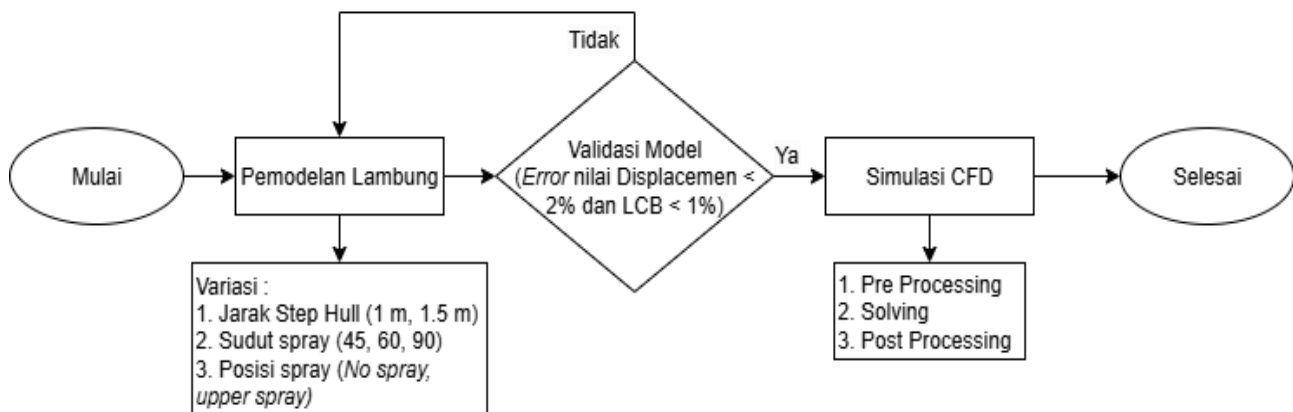 Tidak
Mulai
Pemodelan Lambung
Validasi Model
(Error nilai Displacemen <
2% dan LCB < 1%)
Ya
Simulasi CFD
Selesai
Variasi :
1. Jarak Step Hull (1 m, 1.5 m)
2. Sudut spray (45, 60, 90)
3. Posisi spray (No spray,
upper spray)
1. Pre Processing
2. Solving
3. Post Processing